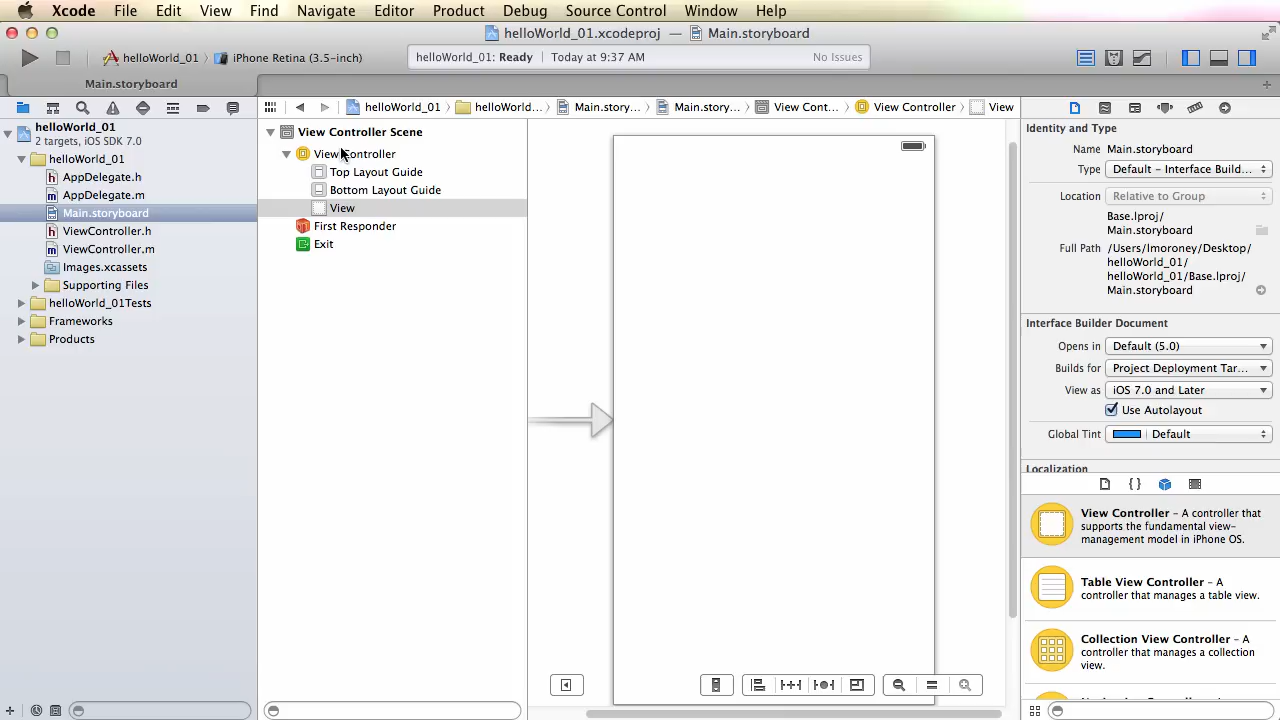 Xcode File Edit View Find Navigate Editor Product Debug Source Control Window Help
helloWorld_01.xcodeproj — Main.storyboard
helloWorld_01 iPhone Retina (3.5-inch)
helloWorld_01: Ready Today at 9:37 AM No Issues
Main.storyboard
helloWorld_01 helloWorld... Main.story... Main.story... View Cont... View Controller View
helloWorld_01
2 targets, iOS SDK 7.0
helloWorld_01
AppDelegate.h
AppDelegate.m
Main.storyboard
ViewController.h
ViewController.m
Images.xcassets
Supporting Files
helloWorld_01Tests
Frameworks
Products
View Controller Scene
View Controller
Top Layout Guide
Bottom Layout Guide
View
First Responder
Exit
Identity and Type
Name Main.storyboard
Type Default - Interface Build...
Location Relative to Group
Base.lproj/
Main.storyboard
Full Path /Users/lmoroney/Desktop/
helloWorld_01/
helloWorld_01/Base.lproj/
Main.storyboard
Interface Builder Document
Opens in Default (5.0)
Builds for Project Deployment Tar...
View as iOS 7.0 and Later
Use Autolayout
Global Tint Default
Localization
View Controller - A controller that
supports the fundamental view-
management model in iPhone OS.
Table View Controller - A
controller that manages a table view.
Collection View Controller - A
controller that manages a collection
view.